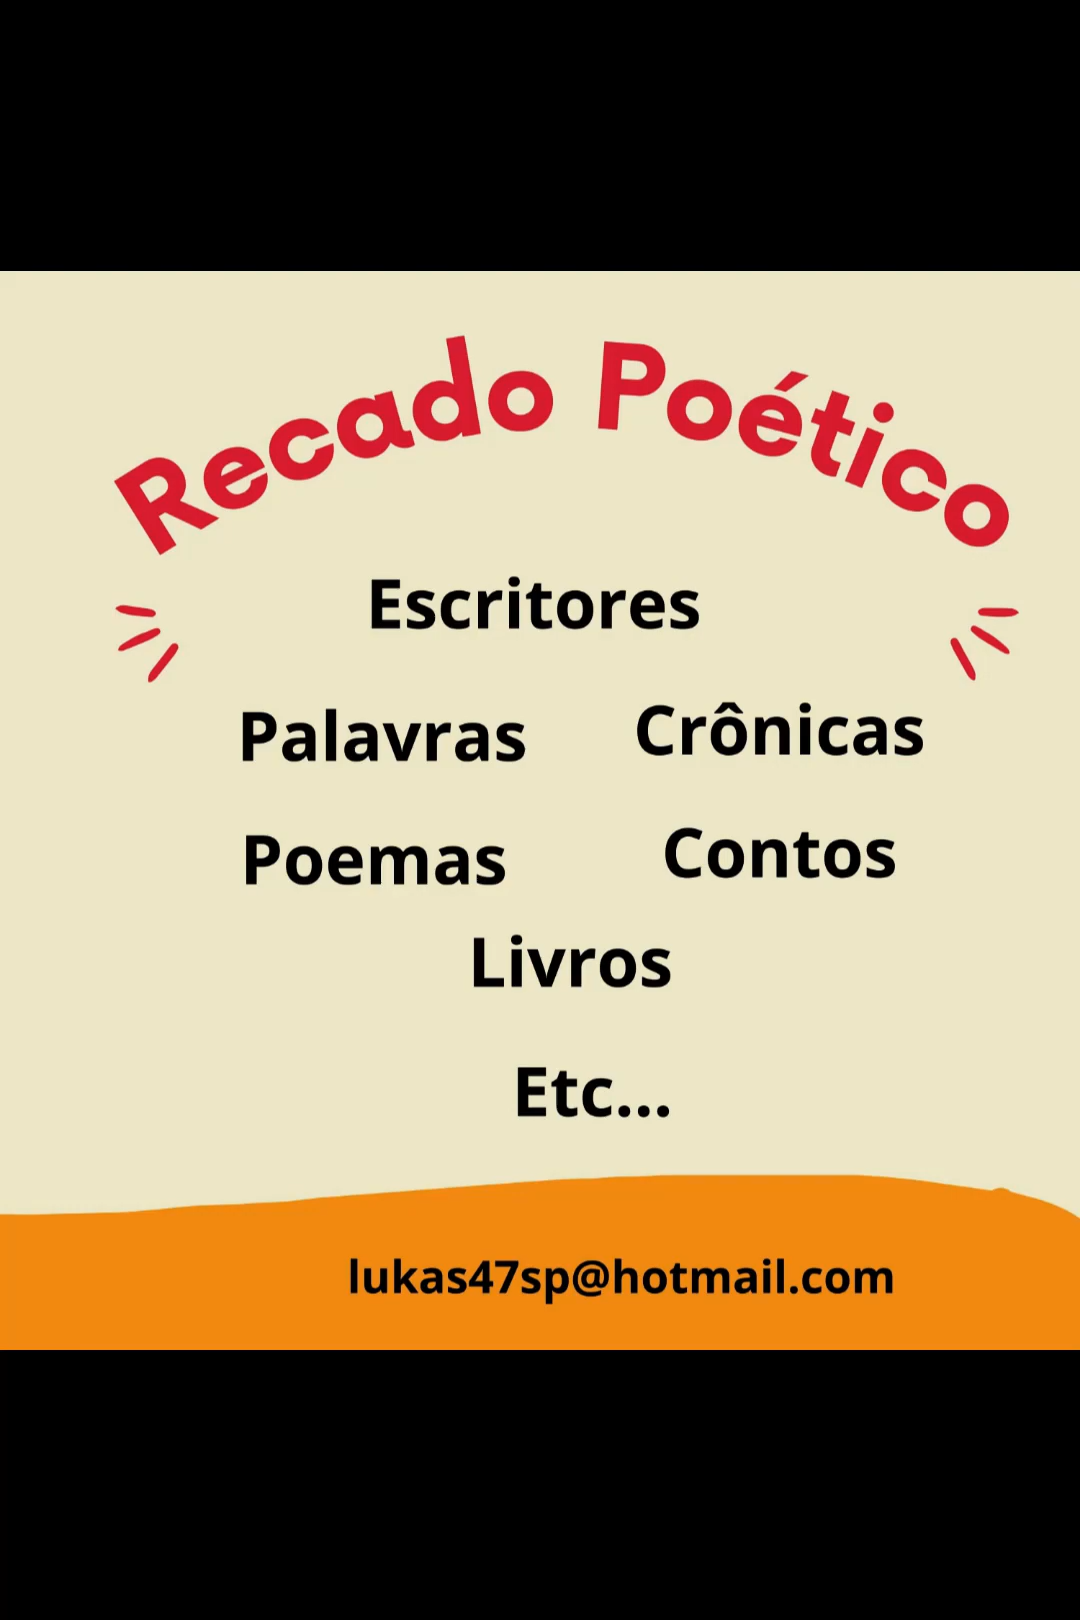 Recado Poético
Escritores
Palavras Crônicas
Poemas Contos
Livros
Etc...
lukas47sp@hotmail.com